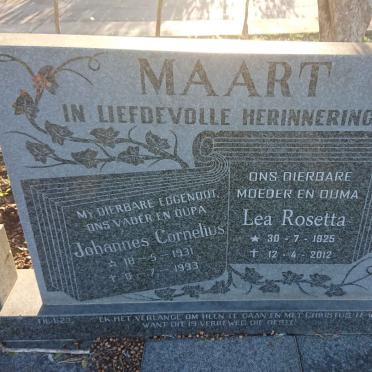 MAART
IN LIEFDEVOLLE HERINNERING
MY DIERBARE EGGENOOT,
ONS VADER EN OUPA
Johannes Cornelius
18 - 5 - 1931
7 - 1993
ONS DIERBARE
MOEDER EN OUMA
Lea Rosetta
★ 30 - 7 - 1925
✝ 12 - 4 - 2012
EK HET VERLANGE OM HEEN TE GAAN EN MET CHRISTUS TE
WANT DIT IS VERREWEG DIE BESTE